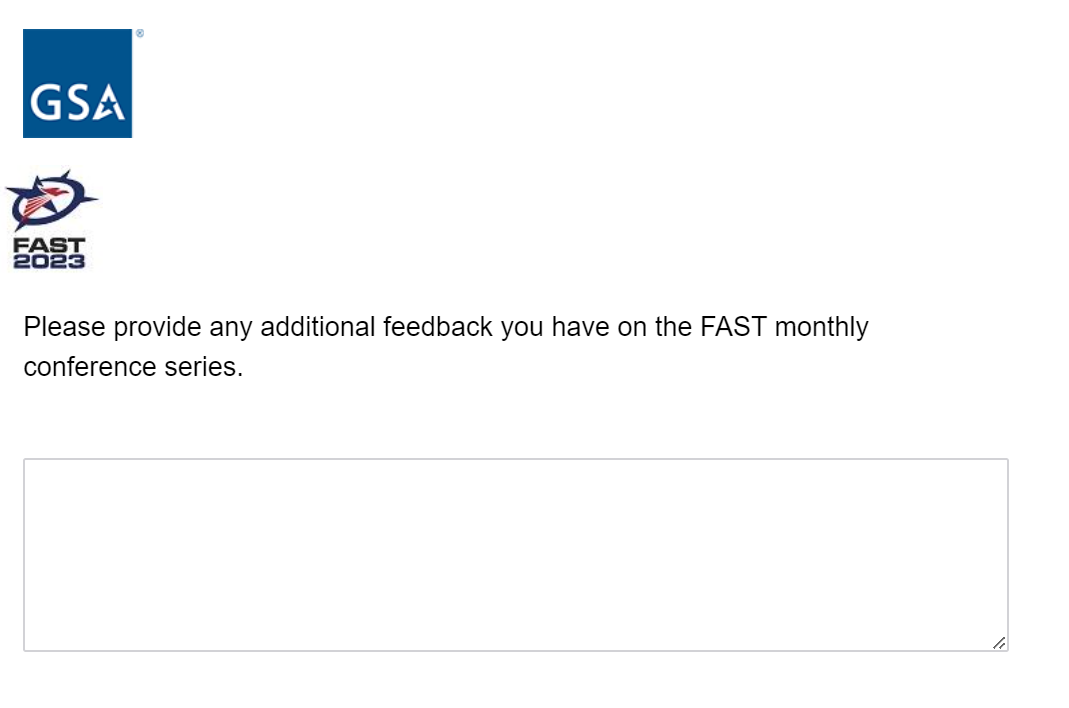 GSA ®
FAST
2023
Please provide any additional feedback you have on the FAST monthly
conference series.